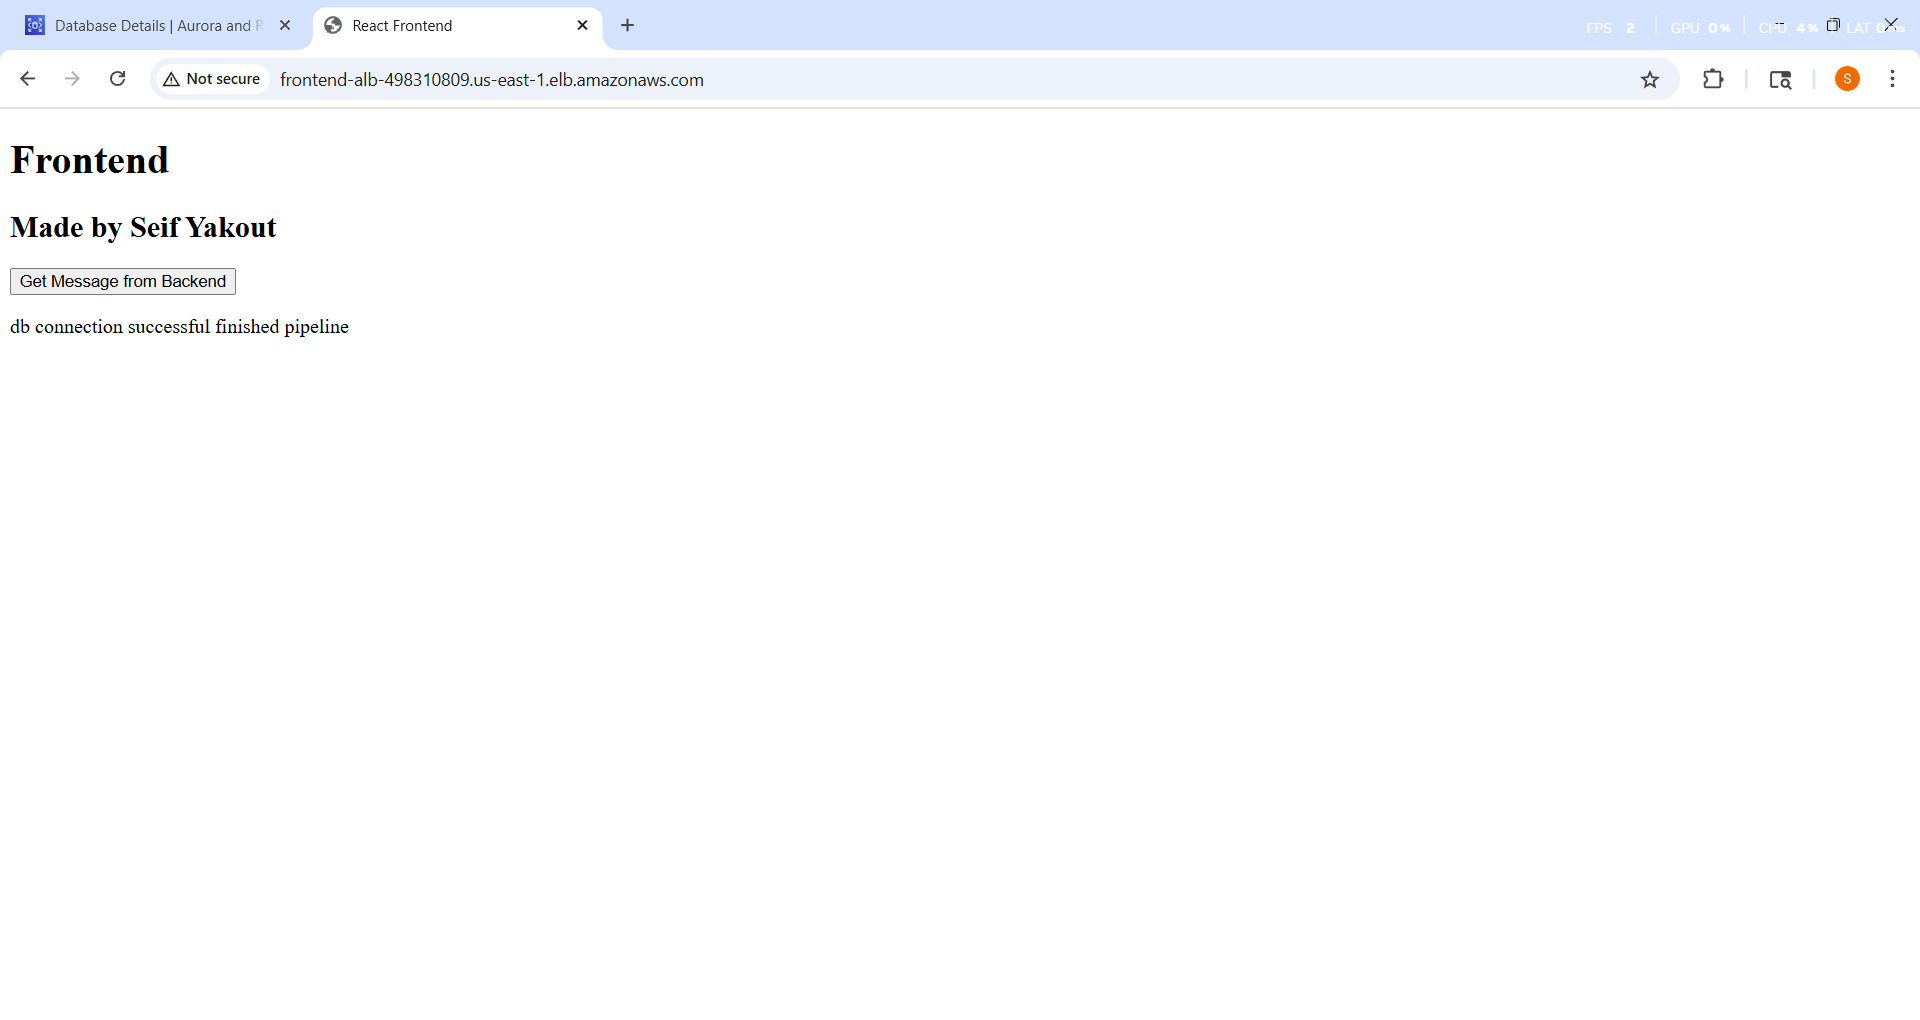 Database Details | Aurora and R
React Frontend
FPS 2 GPU 0% CPU 4% LAT
Not secure
frontend-alb-498310809.us-east-1.elb.amazonaws.com
S
Frontend
Made by Seif Yakout
Get Message from Backend
db connection successful finished pipeline